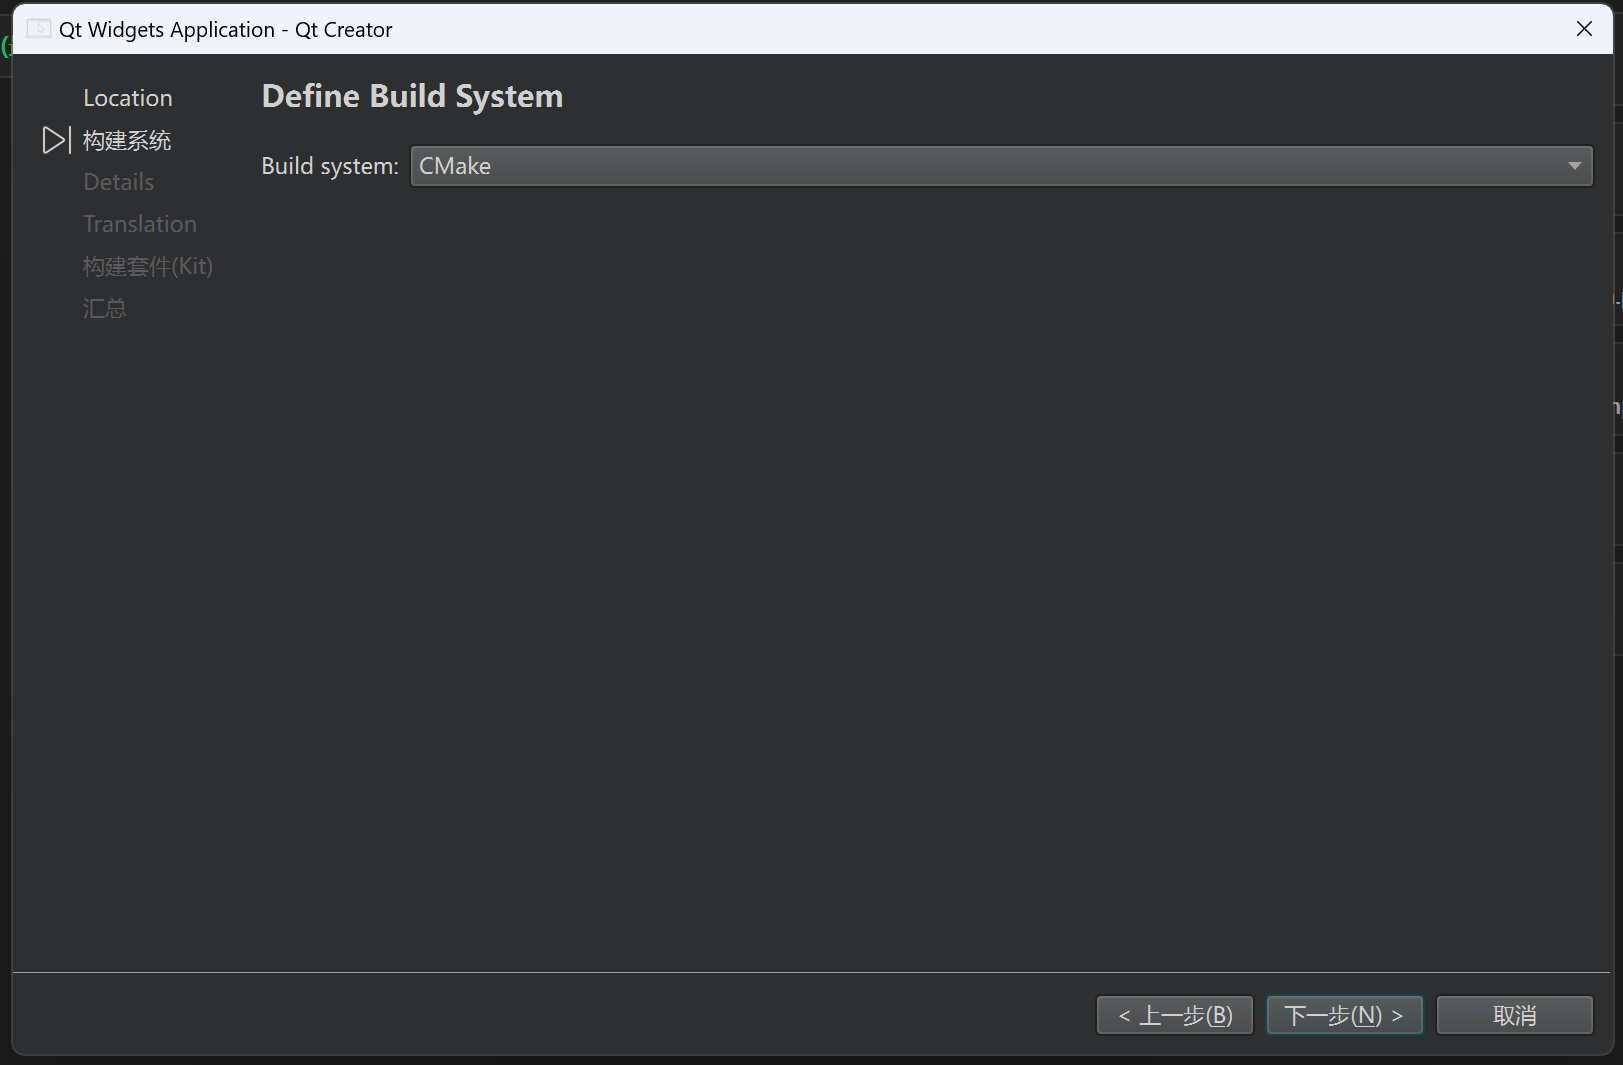 Qt Widgets Application - Qt Creator
Location
构建系统
Details
Translation
构建套件(Kit)
汇总
Define Build System
Build system: CMake
< 上一步(B)
下一步(N) >
取消